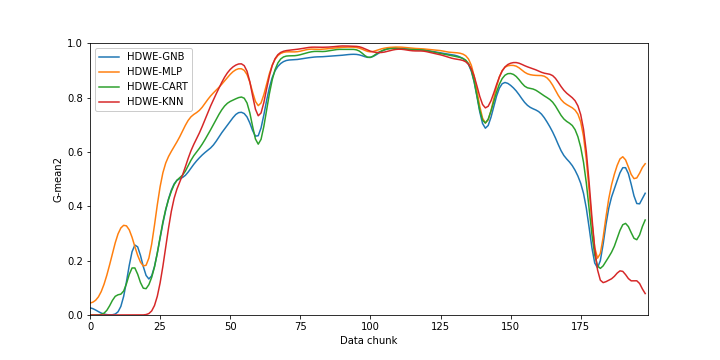 1.0
0.8
0.6
0.4
0.2
0.0
G-mean2
HDWE-GNB
HDWE-MLP
HDWE-CART
HDWE-KNN
0 25 50 75 100 125 150 175
Data chunk